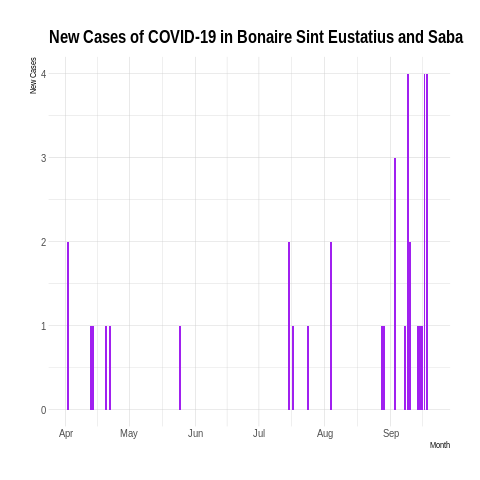 New Cases of COVID-19 in Bonaire Sint Eustatius and Saba
New Cases
4
3
2
1
0
Apr May Jun Jul Aug Sep
Month